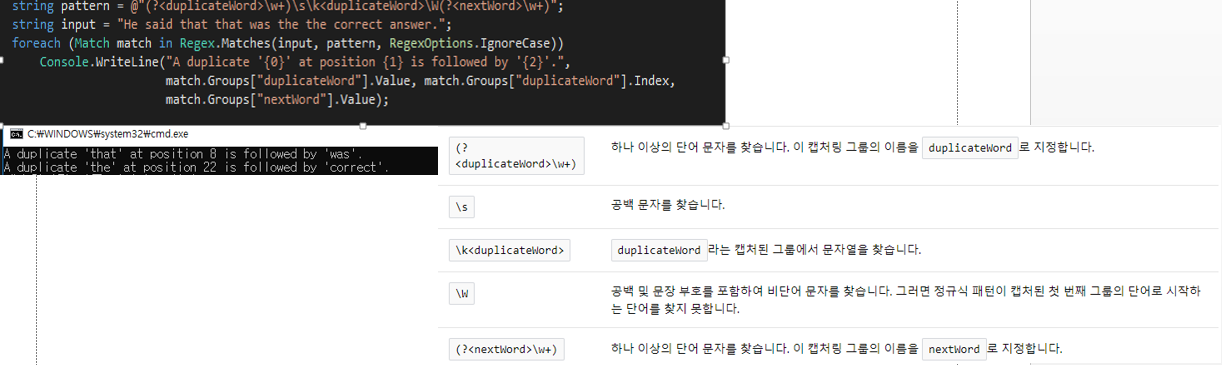 string pattern = @"(?<duplicateWord>\w+)\s\k<duplicateWord>\W(?<nextWord>\w+)";
string input = "He said that that was the the correct answer.";
foreach (Match match in Regex.Matches(input, pattern, RegexOptions.IgnoreCase))
Console.WriteLine("A duplicate '{0}' at position {1} is followed by '{2}'.",
match.Groups["duplicateWord"].Value, match.Groups["duplicateWord"].Index,
match.Groups["nextWord"].Value);
C:₩WINDOWS₩system32₩cmd.exe
A duplicate 'that' at position 8 is followed by 'was'.
A duplicate 'the' at position 22 is followed by 'correct'.
(?
<duplicateWord>\w+)
하나 이상의 단어 문자를 찾습니다. 이 캡처링 그룹의 이름을 duplicateWord 로 지정합니다.
\s
공백 문자를 찾습니다.
\k<duplicateWord>
duplicateWord 라는 캡처된 그룹에서 문자열을 찾습니다.
\W
공백 및 문장 부호를 포함하여 비단어 문자를 찾습니다. 그러면 정규식 패턴이 캡처된 첫 번째 그룹의 단어로 시작하
는 단어를 찾지 못합니다.
(?<nextWord>\w+)
하나 이상의 단어 문자를 찾습니다. 이 캡처링 그룹의 이름을 nextWord 로 지정합니다.